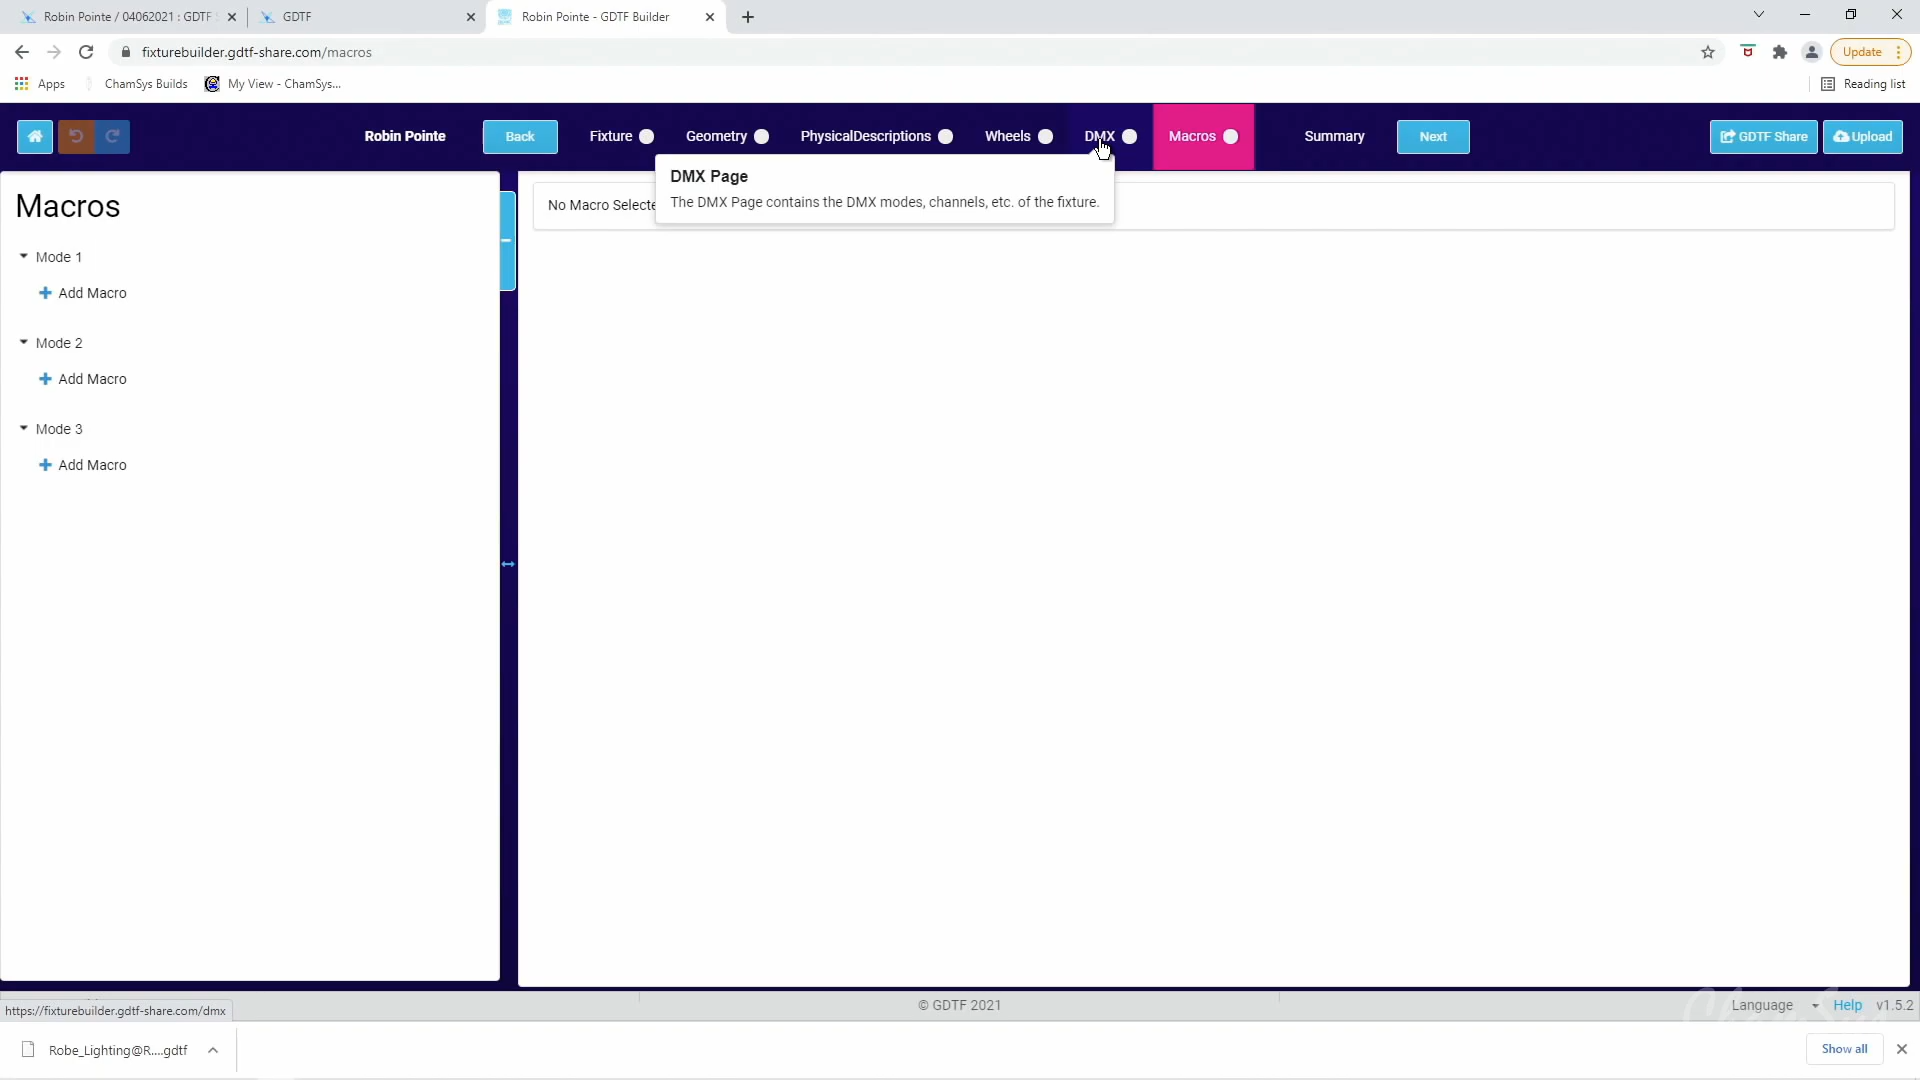 Robin Pointe / 04062021 : GDTF
GDTF
Robin Pointe - GDTF Builder
fixturebuilder.gdtf-share.com/macros
Update
Apps
ChamSys Builds
My View - ChamSys...
Reading list
Robin Pointe
Back
Fixture
Geometry
PhysicalDescriptions
Wheels
DMX
Macros
Summary
Next
GDTF Share
Upload
DMX Page
The DMX Page contains the DMX modes, channels, etc. of the fixture.
Macros
No Macro Selecte
Mode 1
Add Macro
Mode 2
Add Macro
Mode 3
Add Macro
https://fixturebuilder.gdtf-share.com/dmx
© GDTF 2021
Language
Help
v1.5.2
Robe_Lighting@R....gdtf
Show all